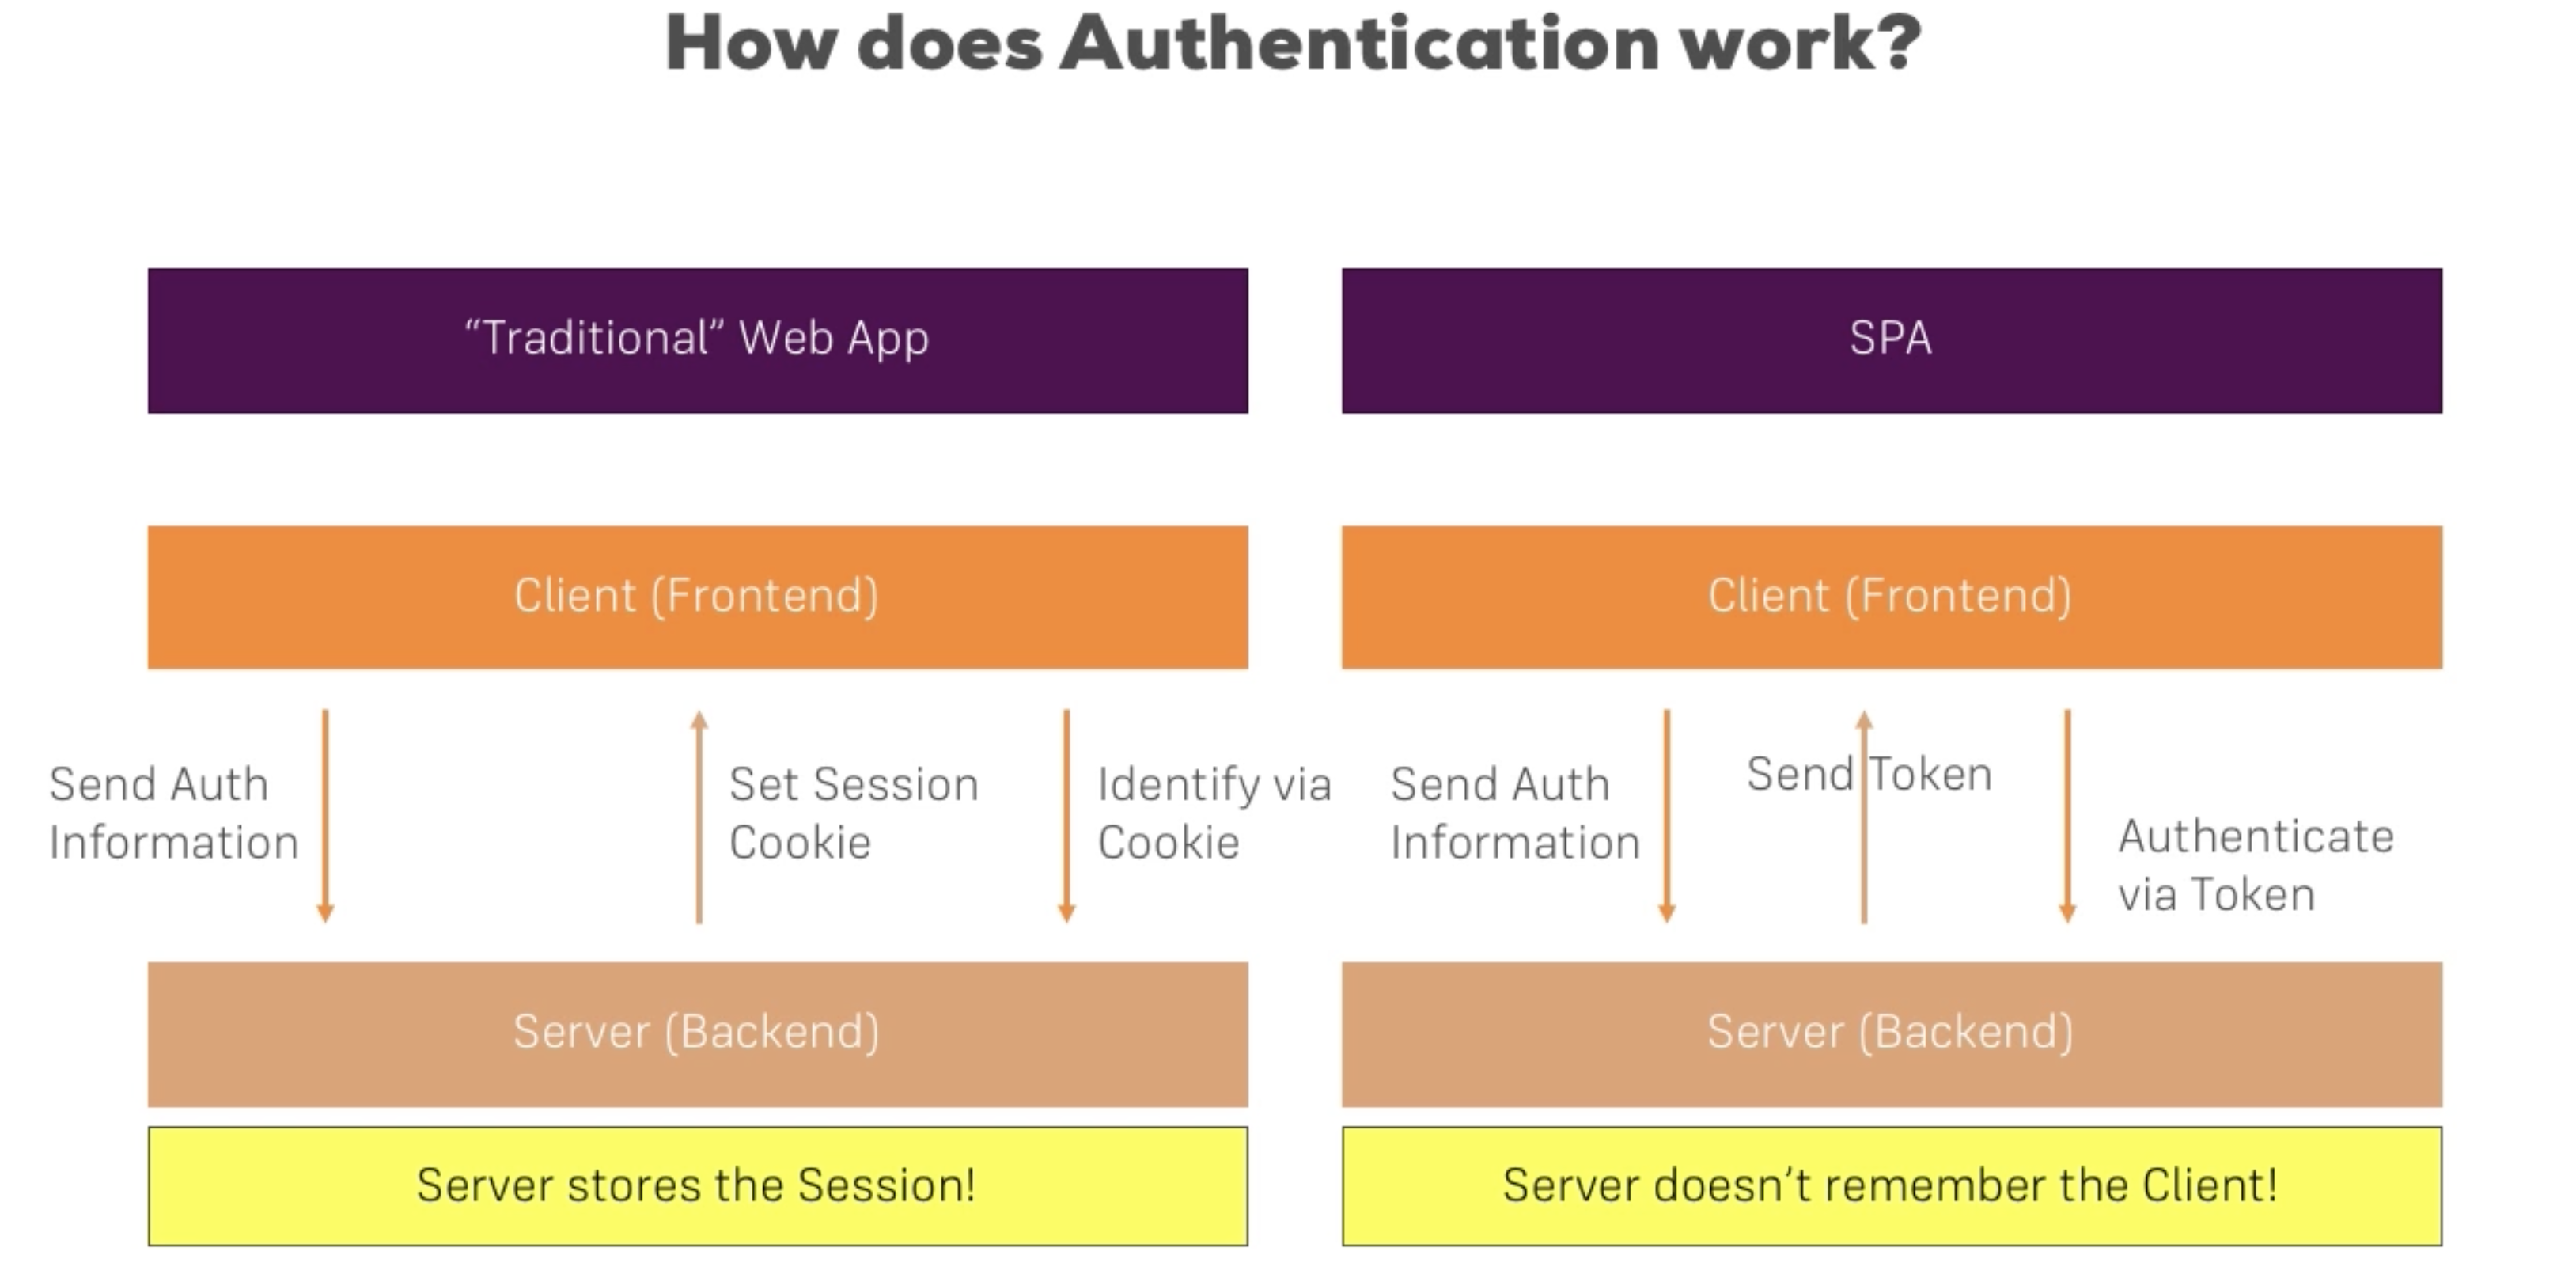 How does Authentication work?
“Traditional” Web App
SPA
Client (Frontend)
Client (Frontend)
Send Auth
Information
Set Session
Cookie
Identify via
Cookie
Send Auth
Information
Send Token
Authenticate
via Token
Server (Backend)
Server (Backend)
Server stores the Session!
Server doesn’t remember the Client!